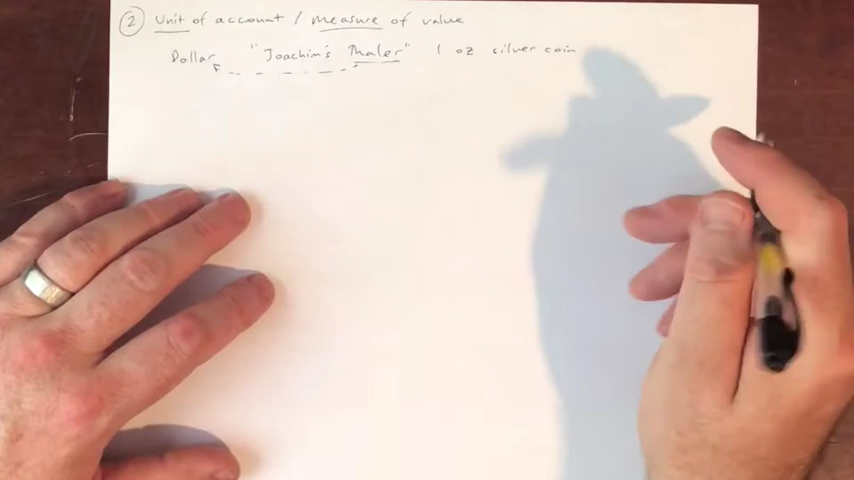 ② Unit of account / measure of value
Dollar "Joachim's Thaler" 1 oz silver coin